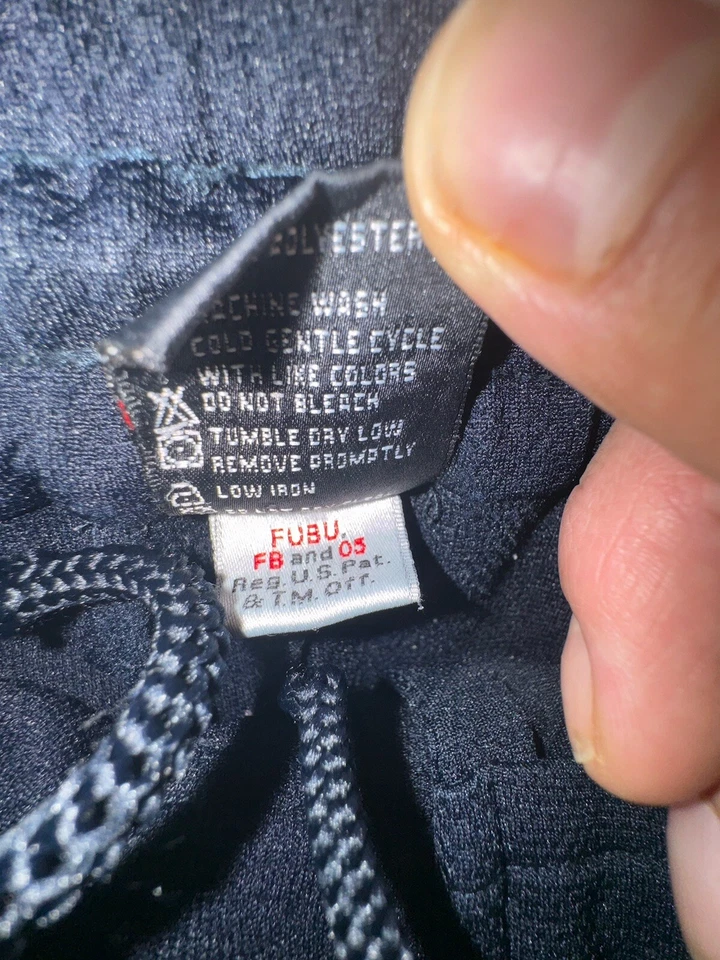 POLYESTER
MACHINE WASH
COLD GENTLE CYCLE
WITH LIKE COLORS
DO NOT BLEACH
TUMBLE DRY LOW
REMOVE PROMPTLY
LOW IRON
FUBU.
FB and 05
Reg. U.S. Pat.
& T.M. Off.